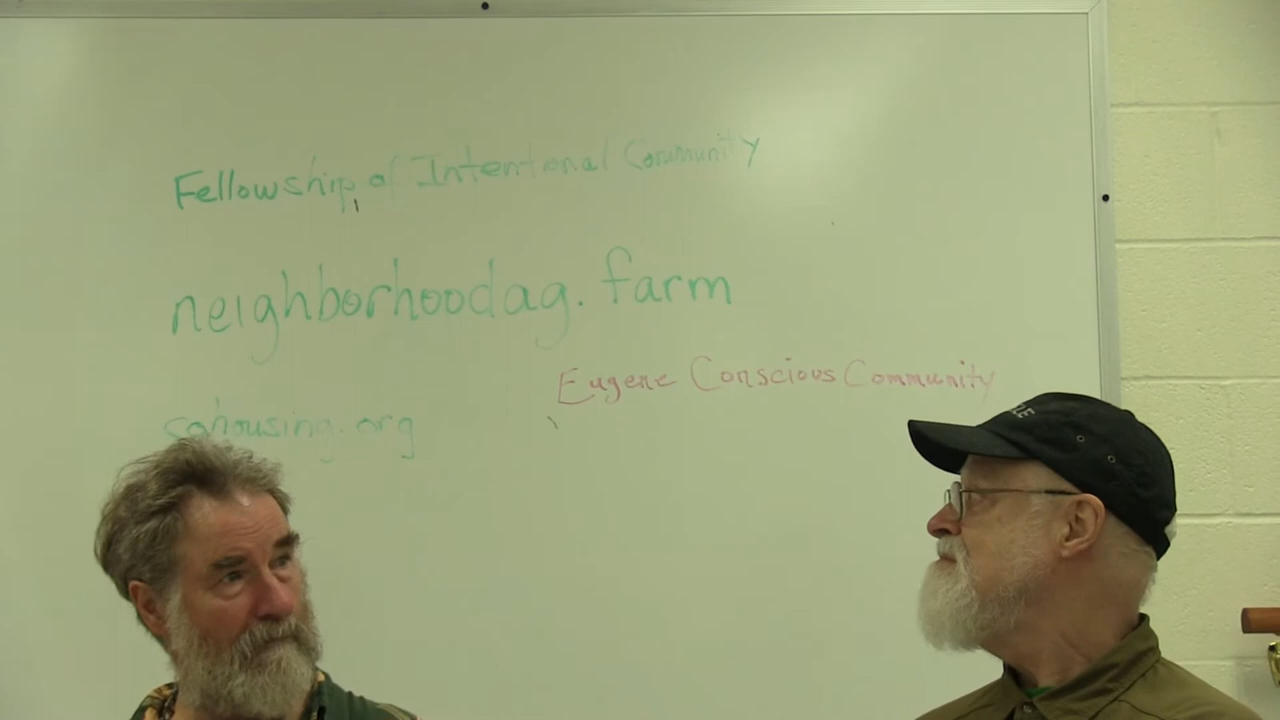 Fellowship of Intentional Community
neighborhoodag.farm
Eugene Conscious Community
cohousing.org